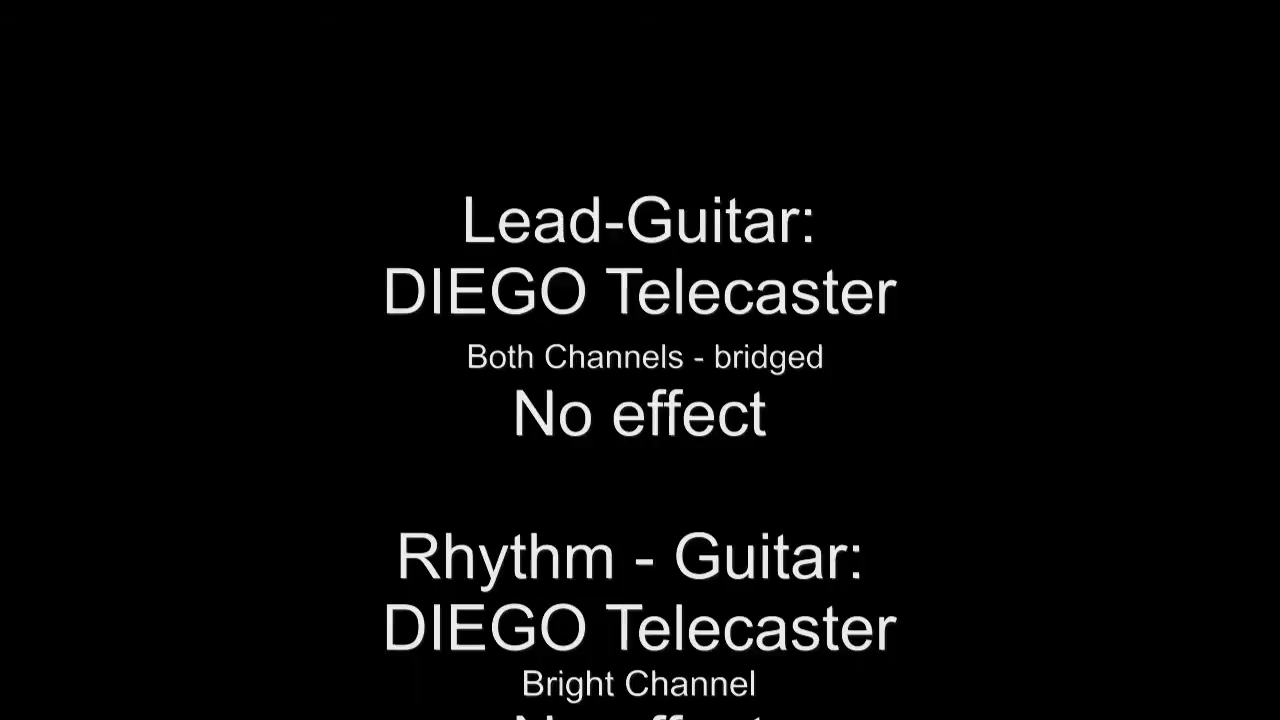 Lead-Guitar:
DIEGO Telecaster
Both Channels - bridged
No effect
Rhythm - Guitar:
DIEGO Telecaster
Bright Channel